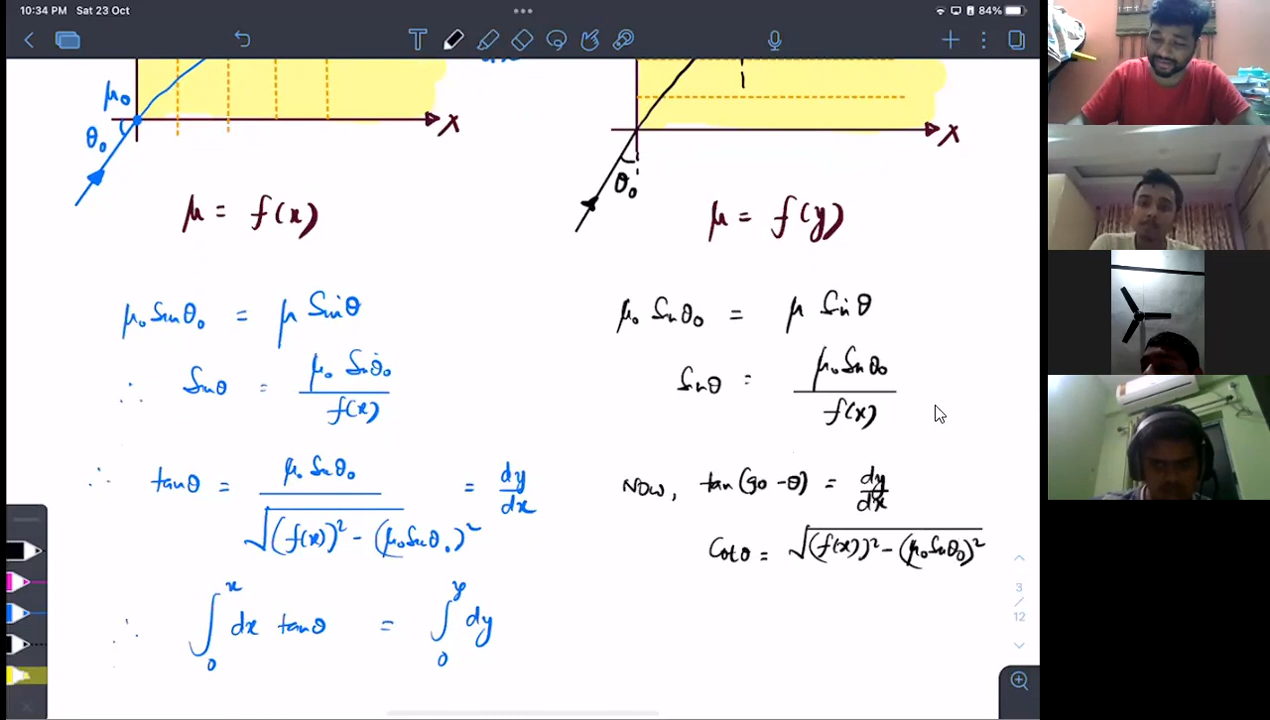 10:34 PM Sat 23 Oct
84%
T
μ₀
θ₀
x
μ = f(x)
μ₀ Sinθ₀ = μ Sinθ
∴ Sinθ = μ₀ Sinθ₀ / f(x)
∴ tanθ = μ₀ Sinθ₀ / √((f(x))² - (μ₀Sinθ₀)²) = dy/dx
∴ ∫₀ˣ dx tanθ = ∫₀ʸ dy
x
θ₀
μ = f(y)
μ₀ Sinθ₀ = μ Sinθ
Sinθ = μ₀Sinθ₀ / f(x)
Now, tan(90 - θ) = dy/dx
Cotθ = √((f(x))² - (μ₀Sinθ₀)²
3
/
12